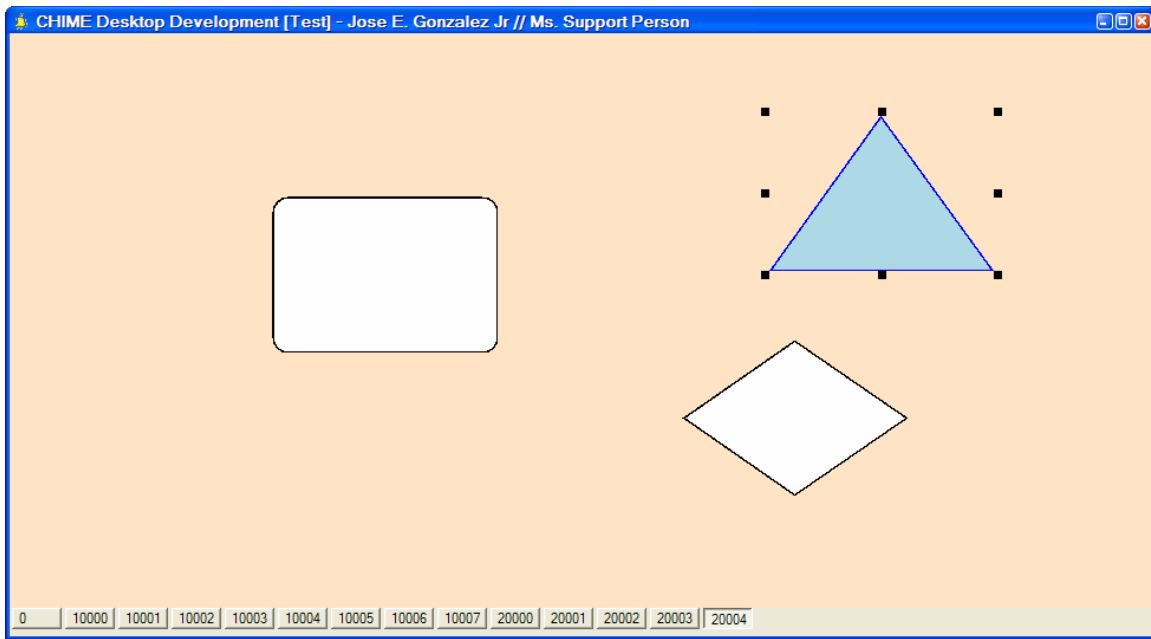 CHIME Desktop Development [Test] - Jose E. Gonzalez Jr // Ms. Support Person
0 10000 10001 10002 10003 10004 10005 10006 10007 20000 20001 20002 20003 20004